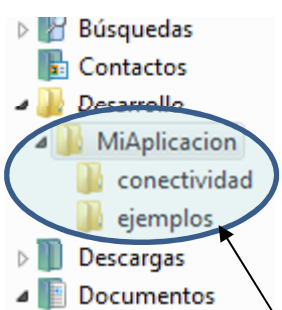 Búsquedas
Contactos
Desarrollo
MiAplicacion
conectividad
ejemplos
Descargas
Documentos